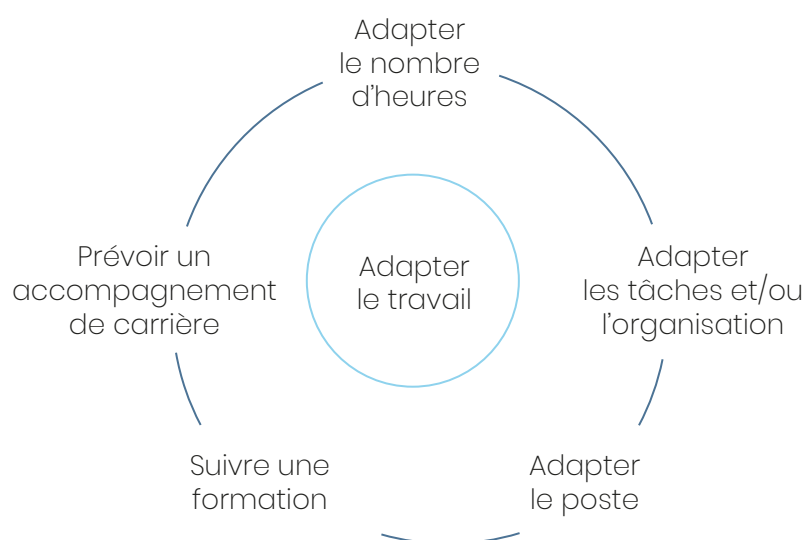 Adapter
le nombre
d'heures
Prévoir un
accompagnement
de carrière
Adapter
le travail
Adapter
les tâches et/ou
l'organisation
Suivre une
formation
Adapter
le poste